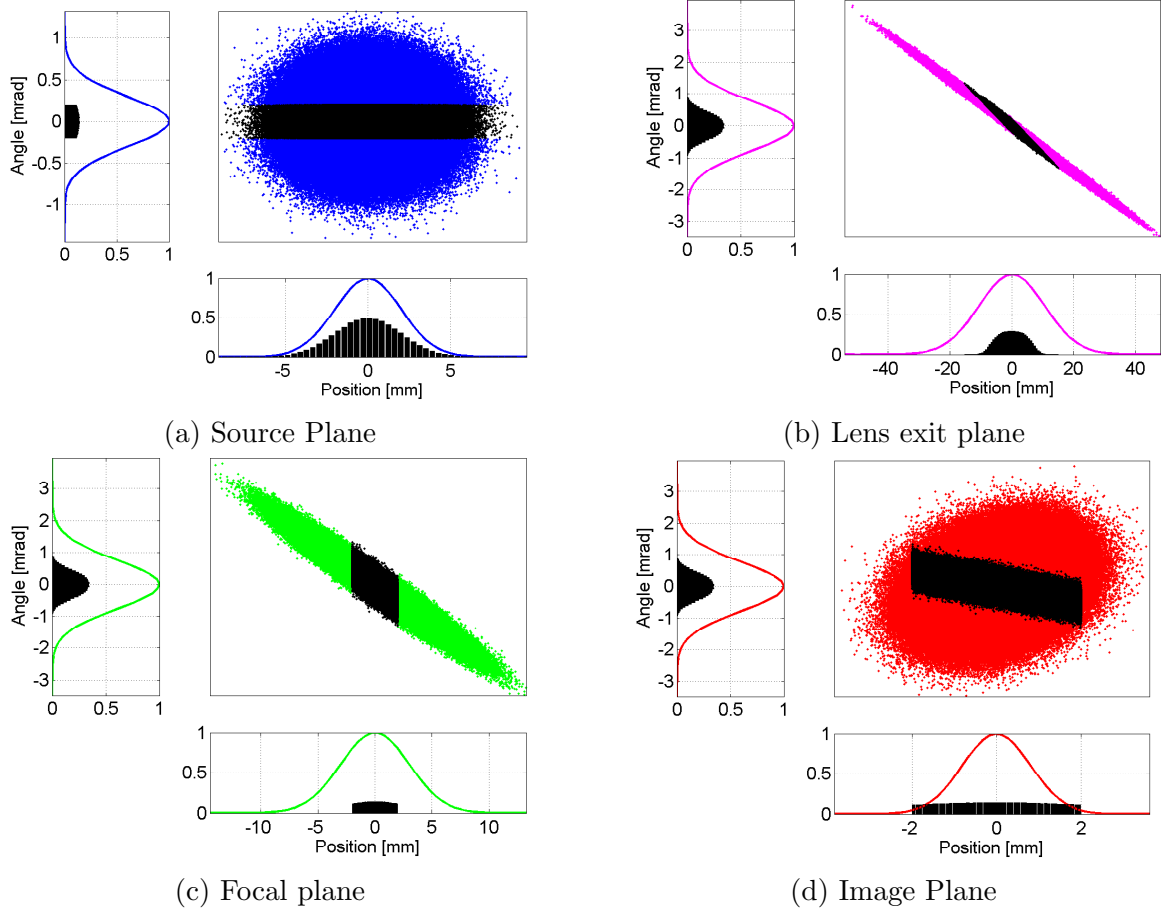 1
0.5
0
-0.5
-1
Angle [mrad]
0 0.5 1
1
0.5
0
-5 0 5
Position [mm]
(a) Source Plane
3
2
1
0
-1
-2
-3
Angle [mrad]
0 0.5 1
1
0.5
0
-40 -20 0 20 40
Position [mm]
(b) Lens exit plane
3
2
1
0
-1
-2
-3
Angle [mrad]
0 0.5 1
1
0.5
0
-10 -5 0 5 10
Position [mm]
(c) Focal plane
3
2
1
0
-1
-2
-3
Angle [mrad]
0 0.5 1
1
0.5
0
-2 0 2
Position [mm]
(d) Image Plane